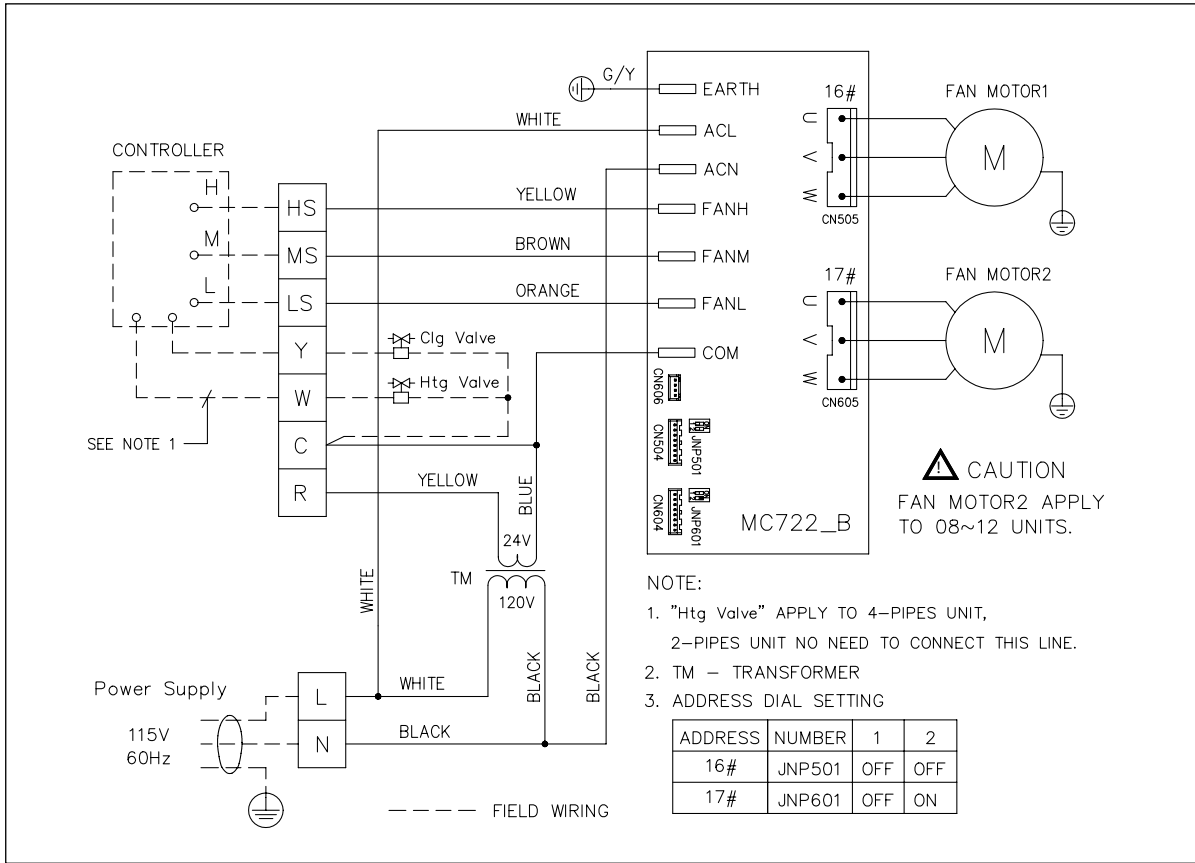 CONTROLLER
H
M
L
HS
MS
LS
Y
W
C
R
SEE NOTE 1
Clg Valve
Htg Valve
G/Y
WHITE
YELLOW
BROWN
ORANGE
YELLOW
BLUE
24V
TM
120V
WHITE
WHITE
BLACK
BLACK
BLACK
Power Supply
115V
60Hz
L
N
FIELD WIRING
EARTH
ACL
ACN
FANH
FANM
FANL
COM
CN606
CN504
JNP501
CN604
JNP601
MC722_B
16#
U
V
W
CN505
FAN MOTOR1
M
17#
U
V
W
CN605
FAN MOTOR2
M
! CAUTION
FAN MOTOR2 APPLY
TO 08~12 UNITS.
NOTE:
1. "Htg Valve" APPLY TO 4-PIPES UNIT,
2-PIPES UNIT NO NEED TO CONNECT THIS LINE.
2. TM - TRANSFORMER
3. ADDRESS DIAL SETTING
ADDRESS NUMBER 1 2
16# JNP501 OFF OFF
17# JNP601 OFF ON